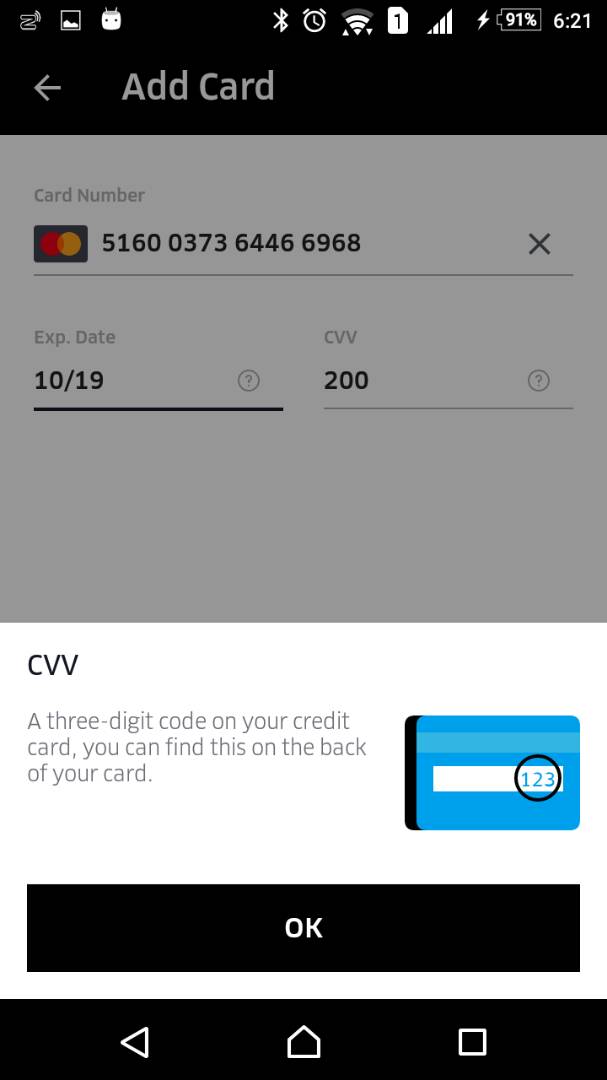 1 91% 6:21
Add Card
Card Number
5160 0373 6446 6968
Exp. Date CVV
10/19 ? 200 ?
CVV
A three-digit code on your credit
card, you can find this on the back
of your card.
123
OK